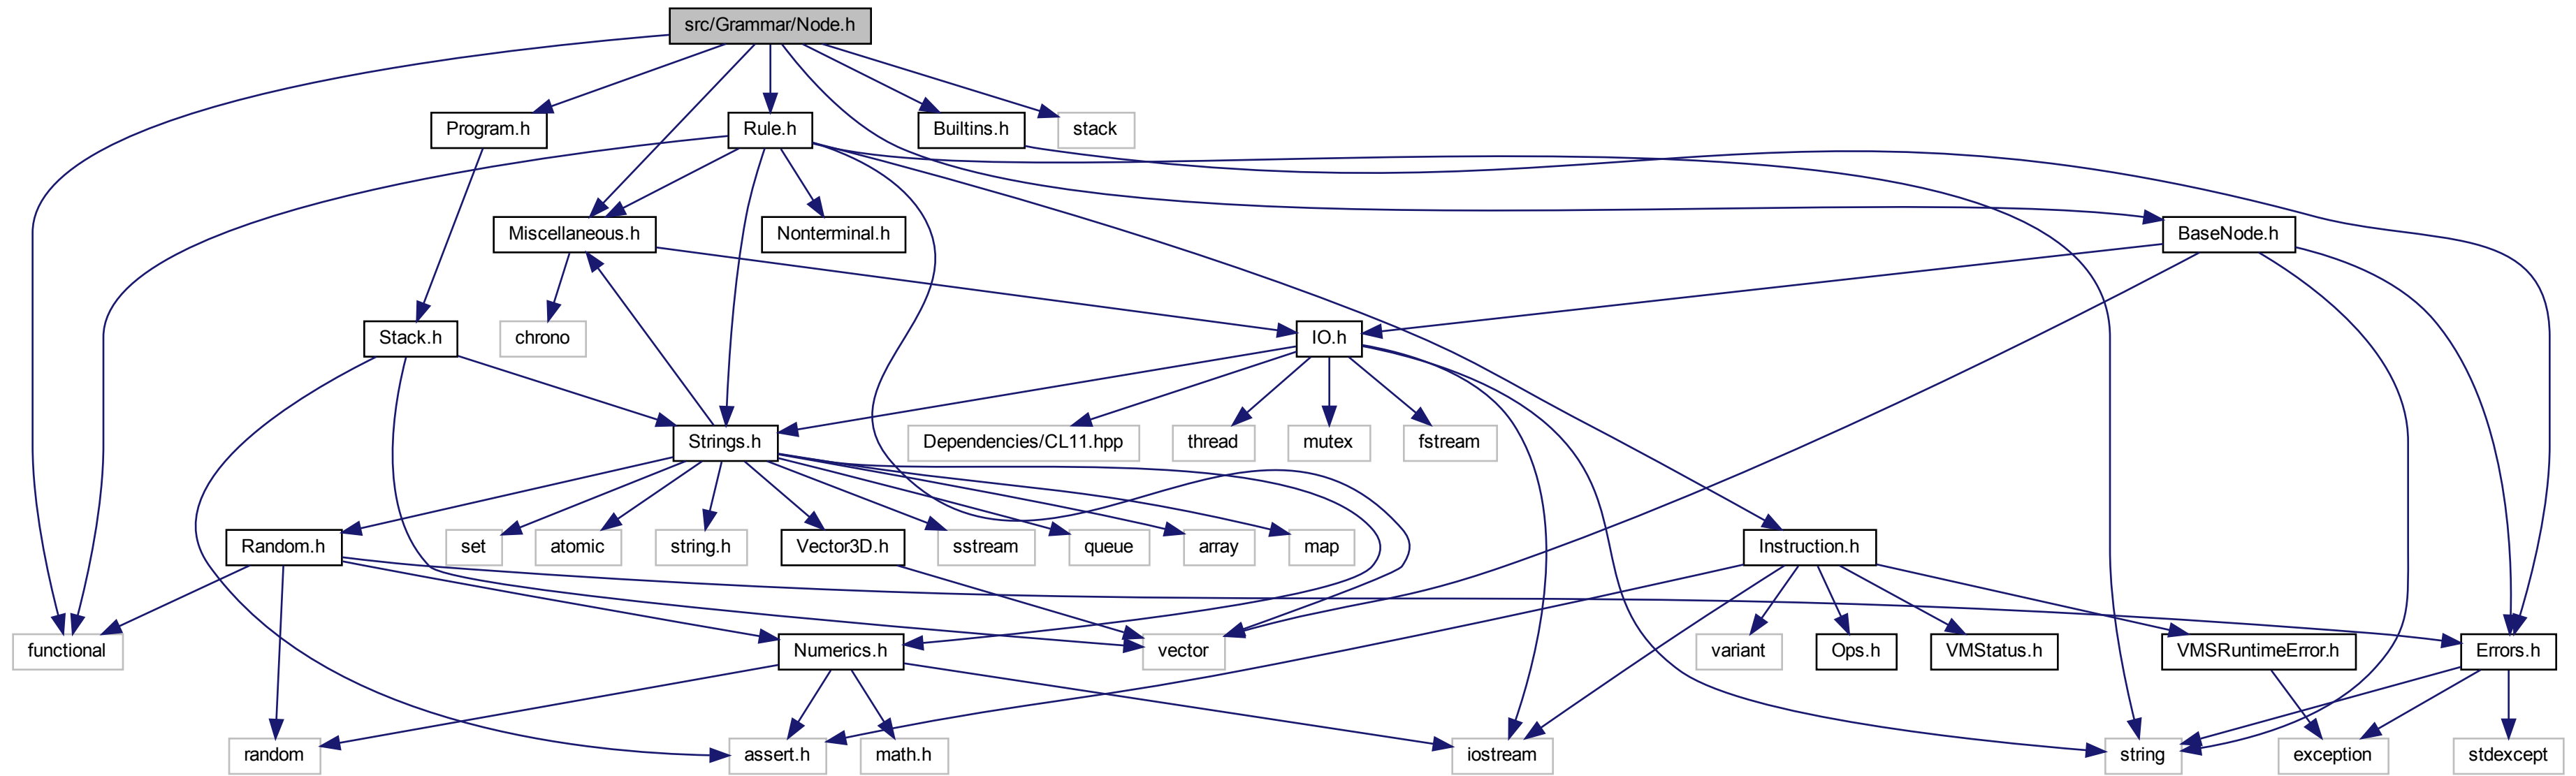 src/Grammar/Node.h
Program.h
Rule.h
Builtins.h
stack
Miscellaneous.h
Nonterminal.h
BaseNode.h
Stack.h
chrono
IO.h
Strings.h
Dependencies/CL11.hpp
thread
mutex
fstream
Random.h
set
atomic
string.h
Vector3D.h
sstream
queue
array
map
Instruction.h
functional
Numerics.h
vector
variant
Ops.h
VMStatus.h
VMSRuntimeError.h
Errors.h
random
assert.h
math.h
iostream
string
exception
stdexcept